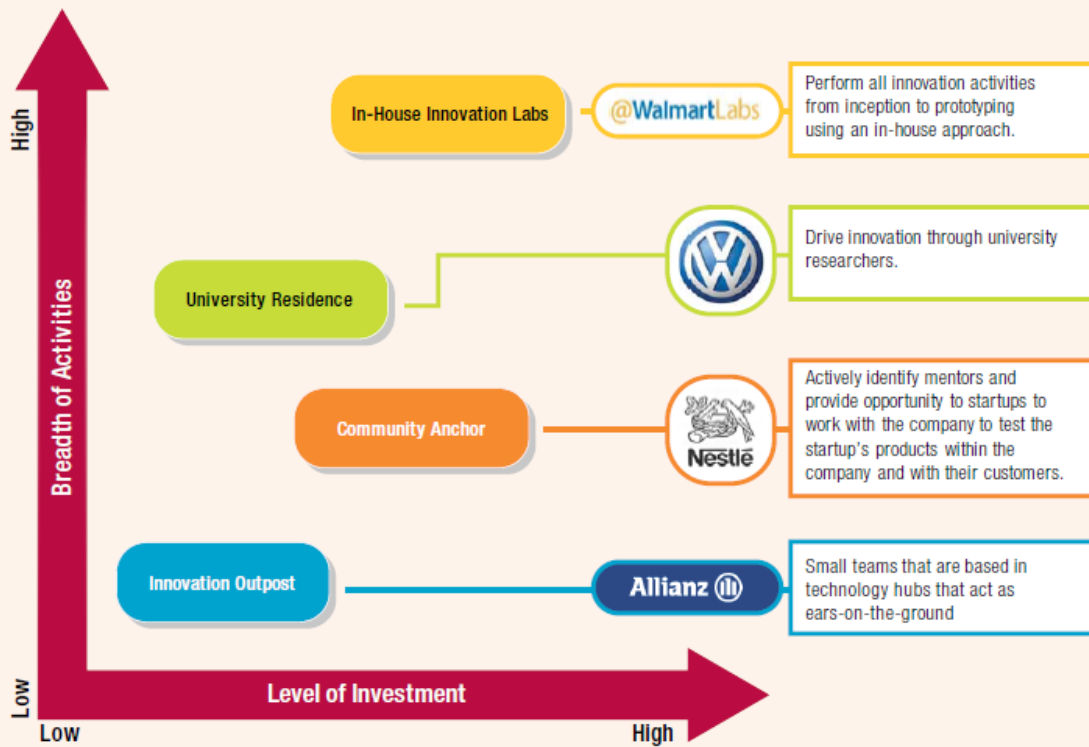 High
Breadth of Activities
Low
In-House Innovation Labs
@WalmartLabs
Perform all innovation activities
from inception to prototyping
using an in-house approach.
University Residence
Drive innovation through university
researchers.
Community Anchor
Nestlé
Actively identify mentors and
provide opportunity to startups to
work with the company to test the
startup's products within the
company and with their customers.
Innovation Outpost
Allianz
Small teams that are based in
technology hubs that act as
ears-on-the-ground
Level of Investment
Low
High